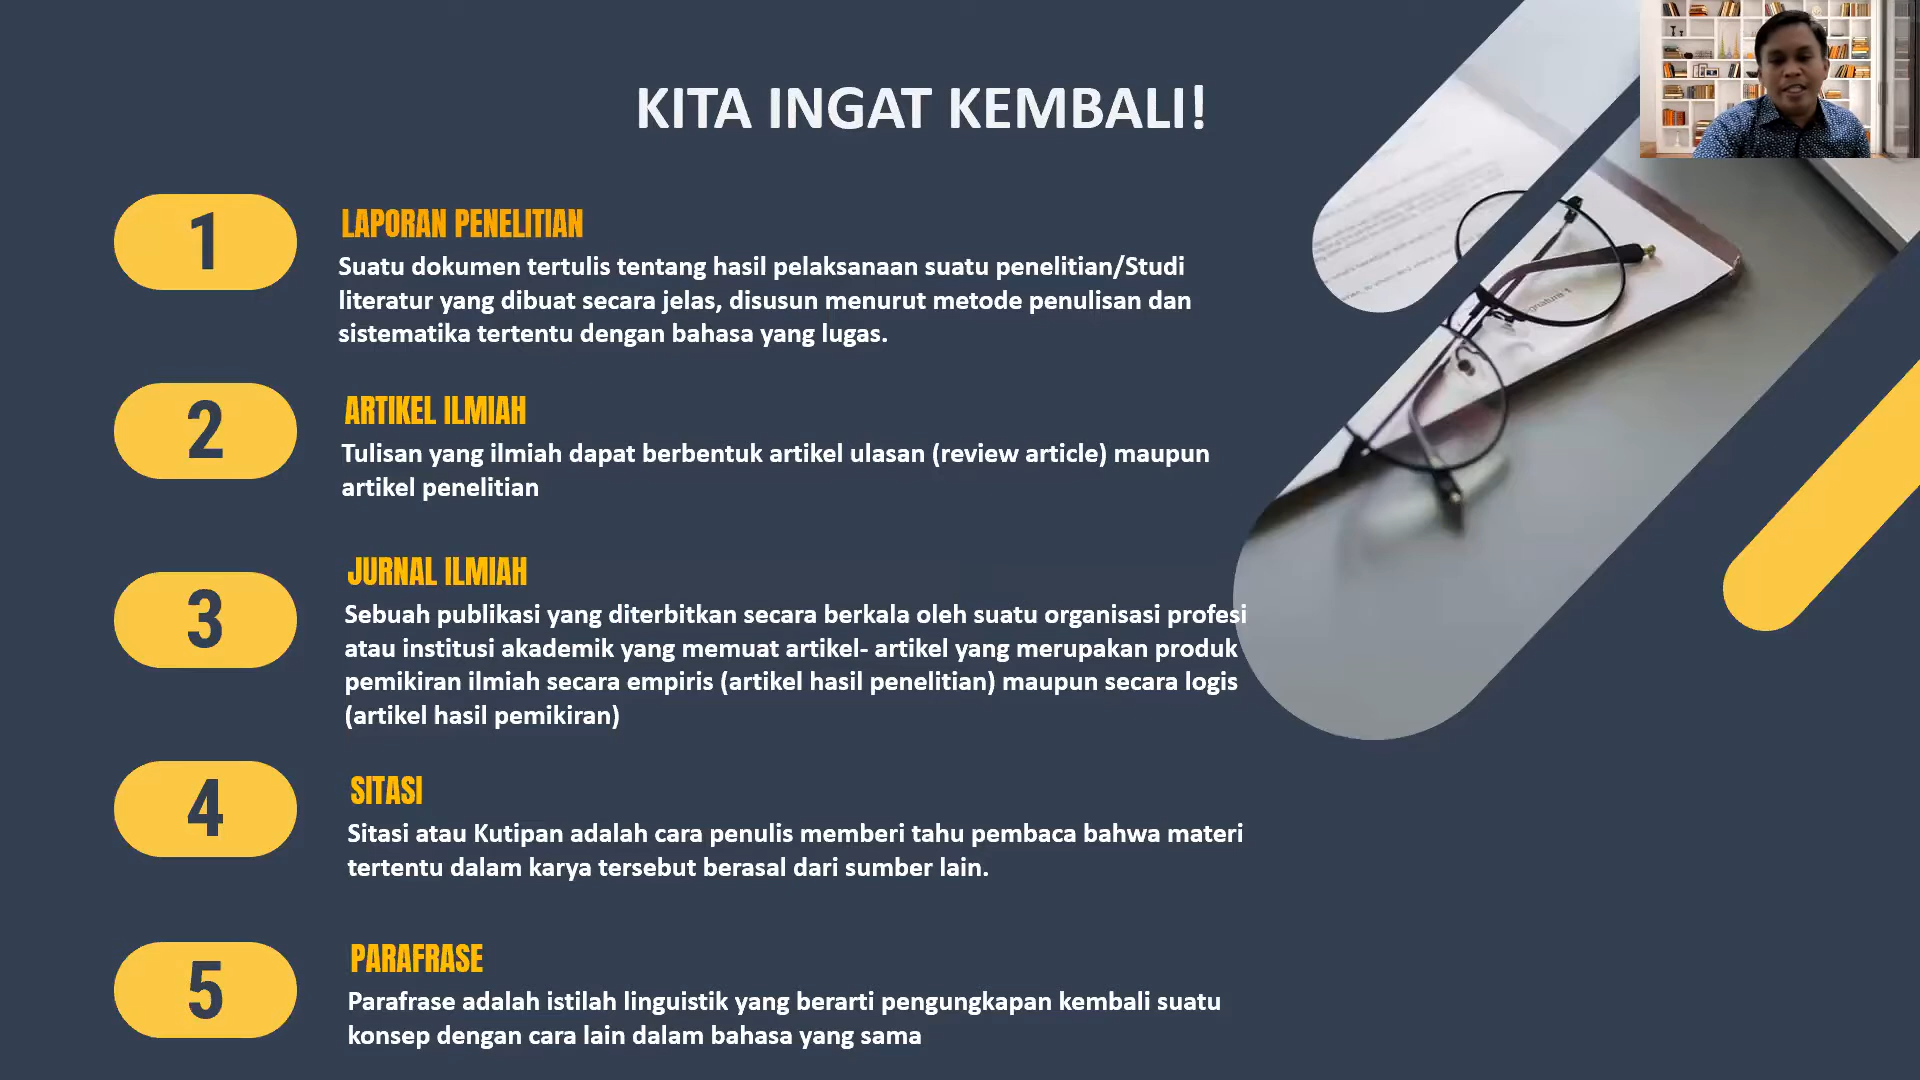 KITA INGAT KEMBALI!
1
LAPORAN PENELITIAN
Suatu dokumen tertulis tentang hasil pelaksanaan suatu penelitian/Studi
literatur yang dibuat secara jelas, disusun menurut metode penulisan dan
sistematika tertentu dengan bahasa yang lugas.
2
ARTIKEL ILMIAH
Tulisan yang ilmiah dapat berbentuk artikel ulasan (review article) maupun
artikel penelitian
3
JURNAL ILMIAH
Sebuah publikasi yang diterbitkan secara berkala oleh suatu organisasi profesi
atau institusi akademik yang memuat artikel- artikel yang merupakan produk
pemikiran ilmiah secara empiris (artikel hasil penelitian) maupun secara logis
(artikel hasil pemikiran)
4
SITASI
Sitasi atau Kutipan adalah cara penulis memberi tahu pembaca bahwa materi
tertentu dalam karya tersebut berasal dari sumber lain.
5
PARAFRASE
Parafrase adalah istilah linguistik yang berarti pengungkapan kembali suatu
konsep dengan cara lain dalam bahasa yang sama